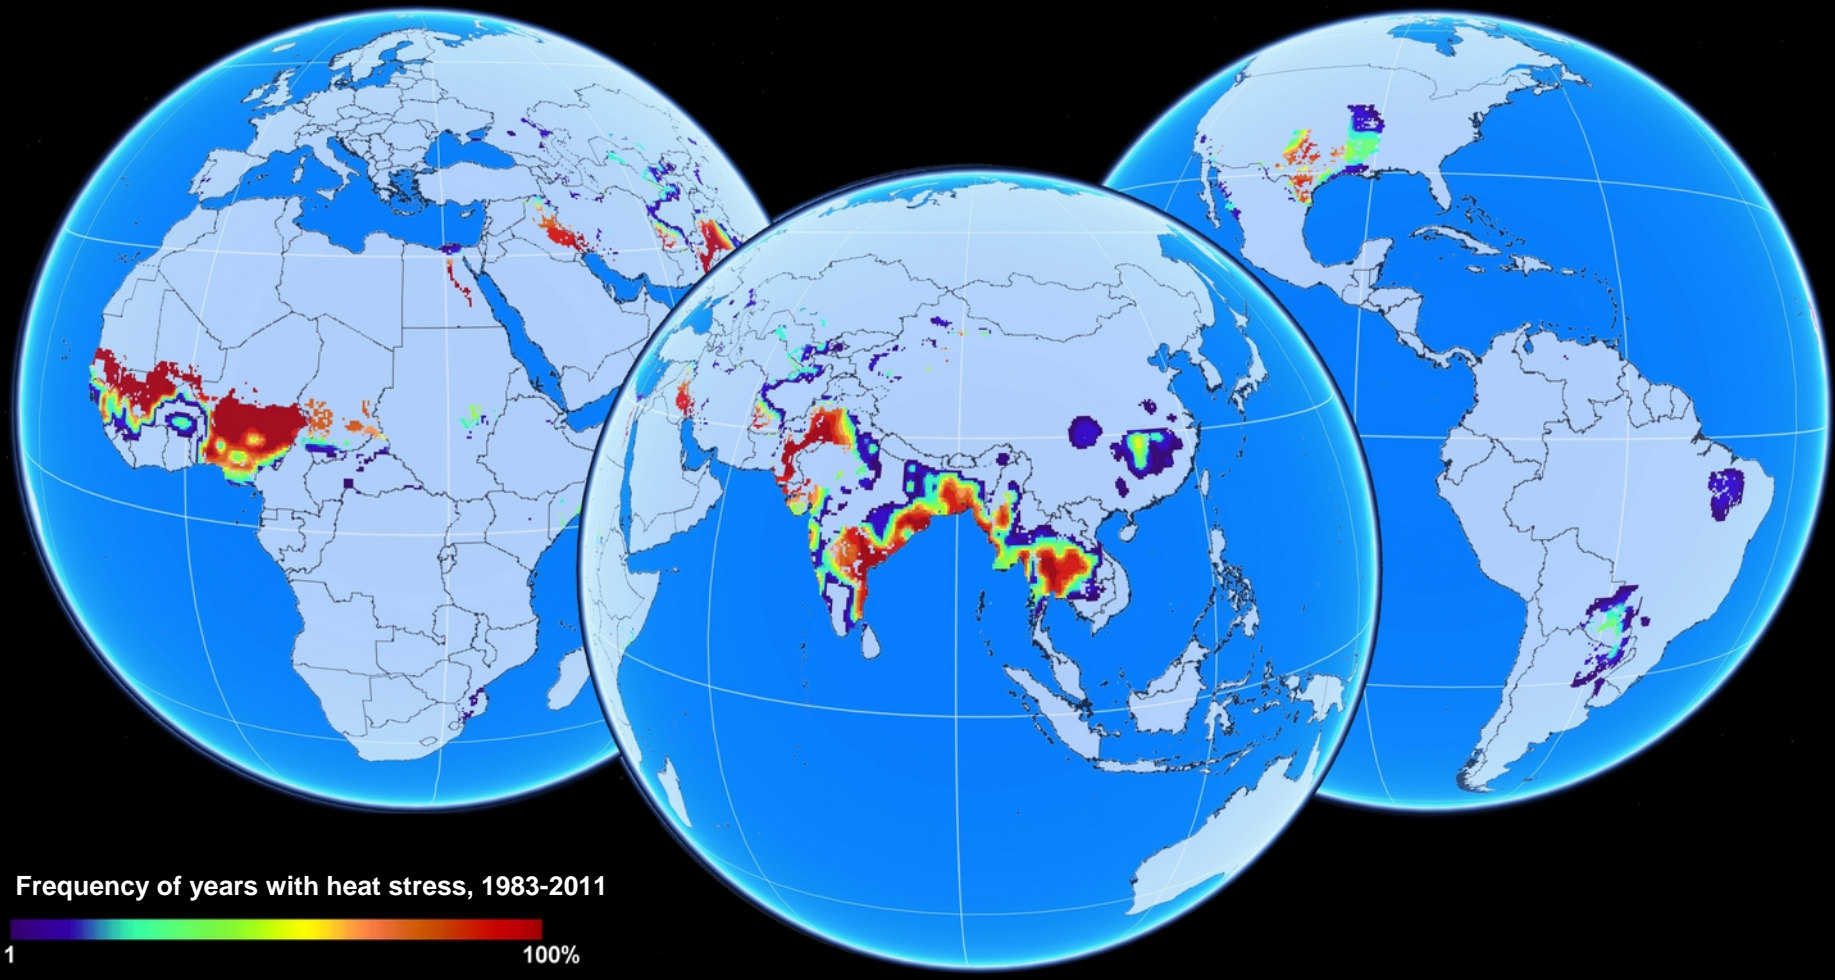 Frequency of years with heat stress, 1983-2011
1 100%